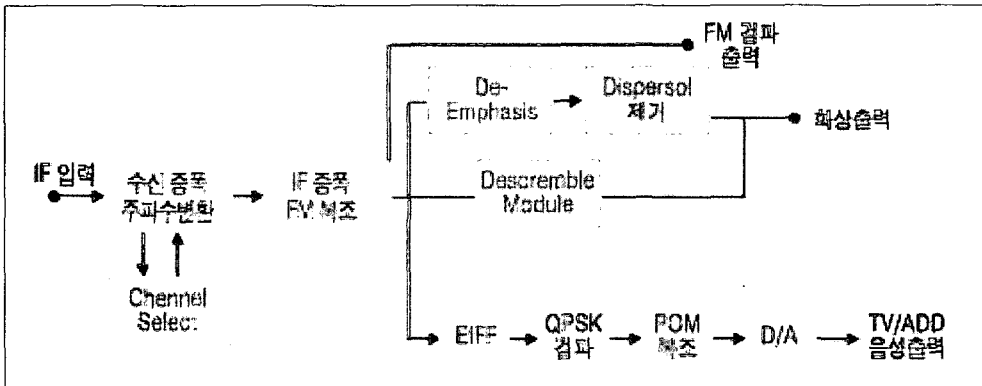 FM 검파
출력
De-
Emphasis
Dispersol
제거
화상출력
IF 입력
수신 증폭
주파수변환
IF 증폭
FM 복조
Descremble
Module
Channel
Select
EIFF
QPSK
검파
PCM
복조
D/A
TV/ADD
음성출력